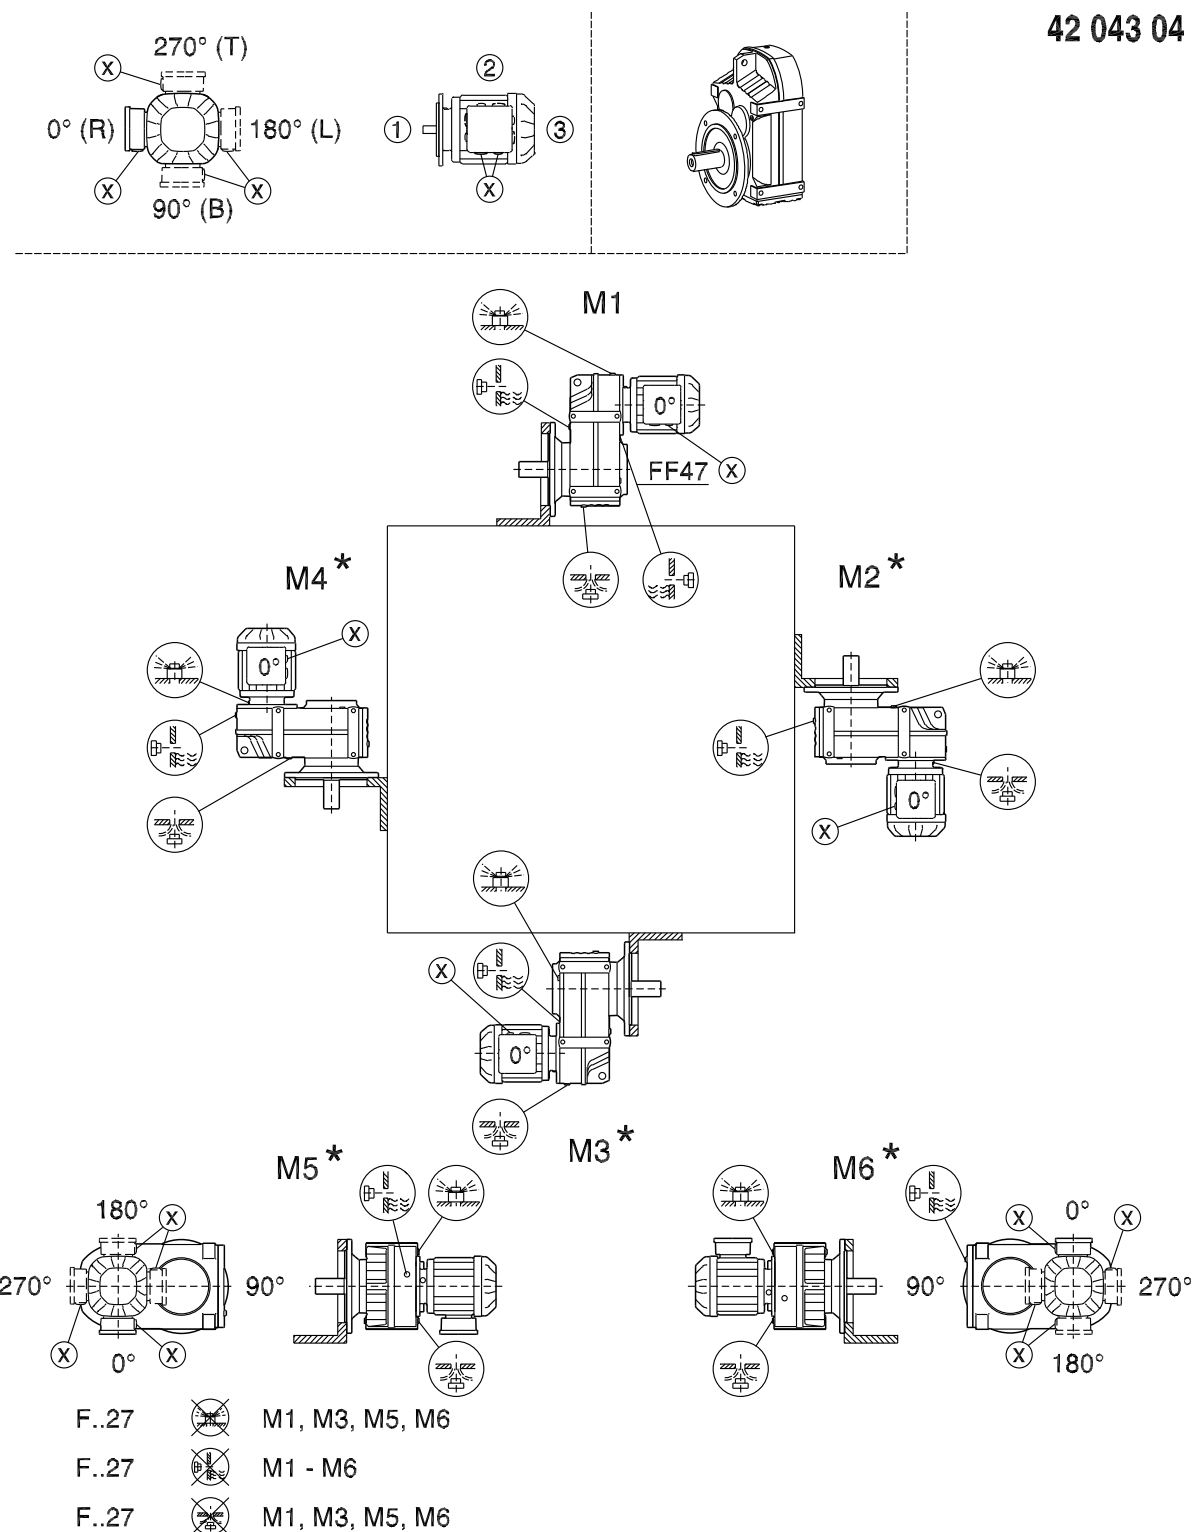 42 043 04
270° (T)
X
2
0° (R)
180° (L)
1
3
X
X
X
90° (B)
M1
0°
FF47
X
M4*
M2*
X
0°
0°
X
X
0°
M3*
M5*
M6*
180°
X
X
0°
X
270°
90°
90°
270°
X
0°
X
X
180°
F..27
M1, M3, M5, M6
F..27
M1 - M6
F..27
M1, M3, M5, M6